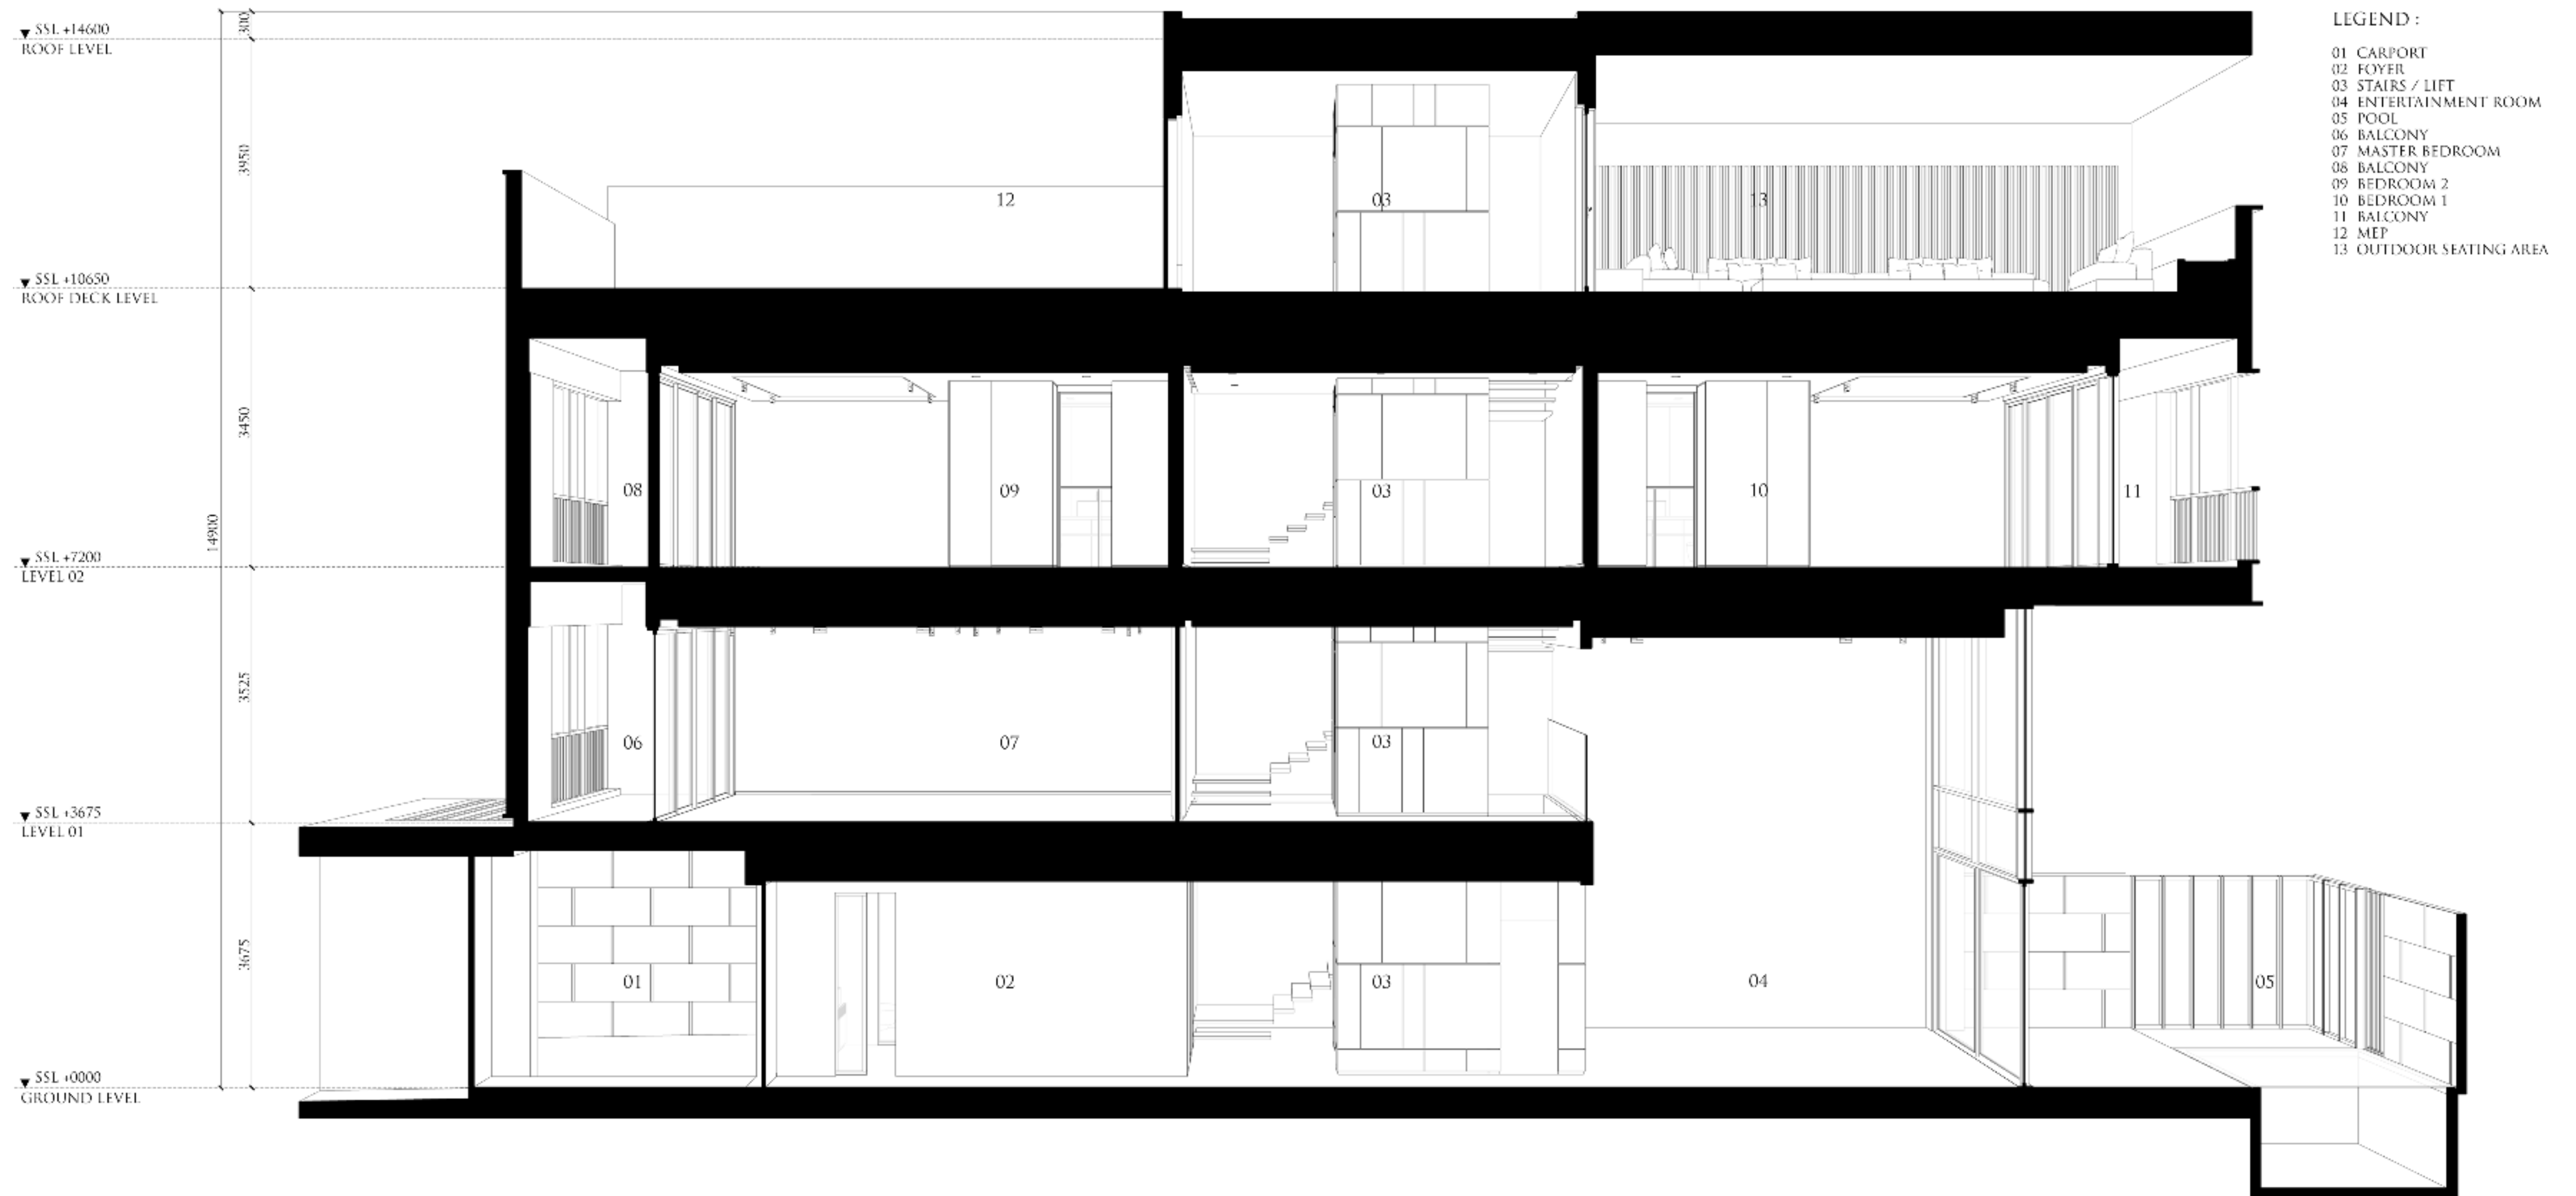 SSL +14600
ROOF LEVEL
SSL +10650
ROOF DECK LEVEL
SSL +7200
LEVEL 02
SSL +3675
LEVEL 01
SSL +0000
GROUND LEVEL
300
3950
3450
3525
3675
14900
12
03
13
08
09
03
10
11
06
07
03
01
02
03
04
05
LEGEND :
01 CARPORT
02 FOYER
03 STAIRS / LIFT
04 ENTERTAINMENT ROOM
05 POOL
06 BALCONY
07 MASTER BEDROOM
08 BALCONY
09 BEDROOM 2
10 BEDROOM 1
11 BALCONY
12 MEP
13 OUTDOOR SEATING AREA